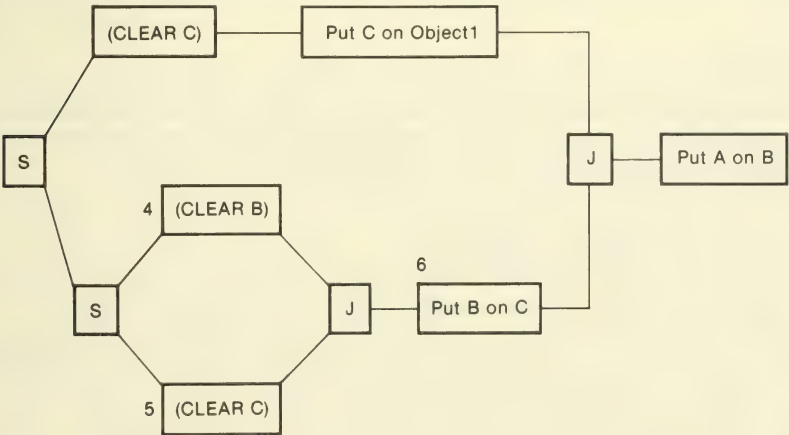 (CLEAR C)
Put C on Object1
S
J
Put A on B
4
(CLEAR B)
6
S
J
Put B on C
5
(CLEAR C)